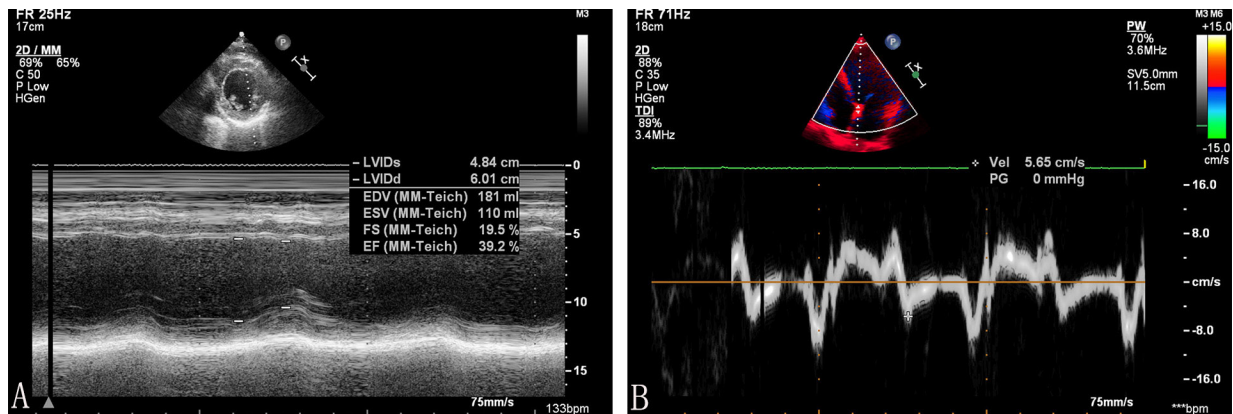 FR 25Hz
17cm
2D / MM
69% 65%
C 50
P Low
HGen
P
M3
LVIDs 4.84 cm
LVIDd 6.01 cm
EDV (MM-Teich) 181 ml
ESV (MM-Teich) 110 ml
FS (MM-Teich) 19.5 %
EF (MM-Teich) 39.2 %
0
5
10
15
A
75mm/s
133bpm
FR 71Hz
18cm
2D
88%
C 35
P Low
HGen
TDI
89%
3.4MHz
P
PW
70%
3.6MHz
SV5.0mm
11.5cm
M3 M6
+15.0
-15.0
cm/s
Vel 5.65 cm/s
PG 0 mmHg
-16.0
-8.0
-cm/s
-8.0
-16.0
B
75mm/s
***bpm